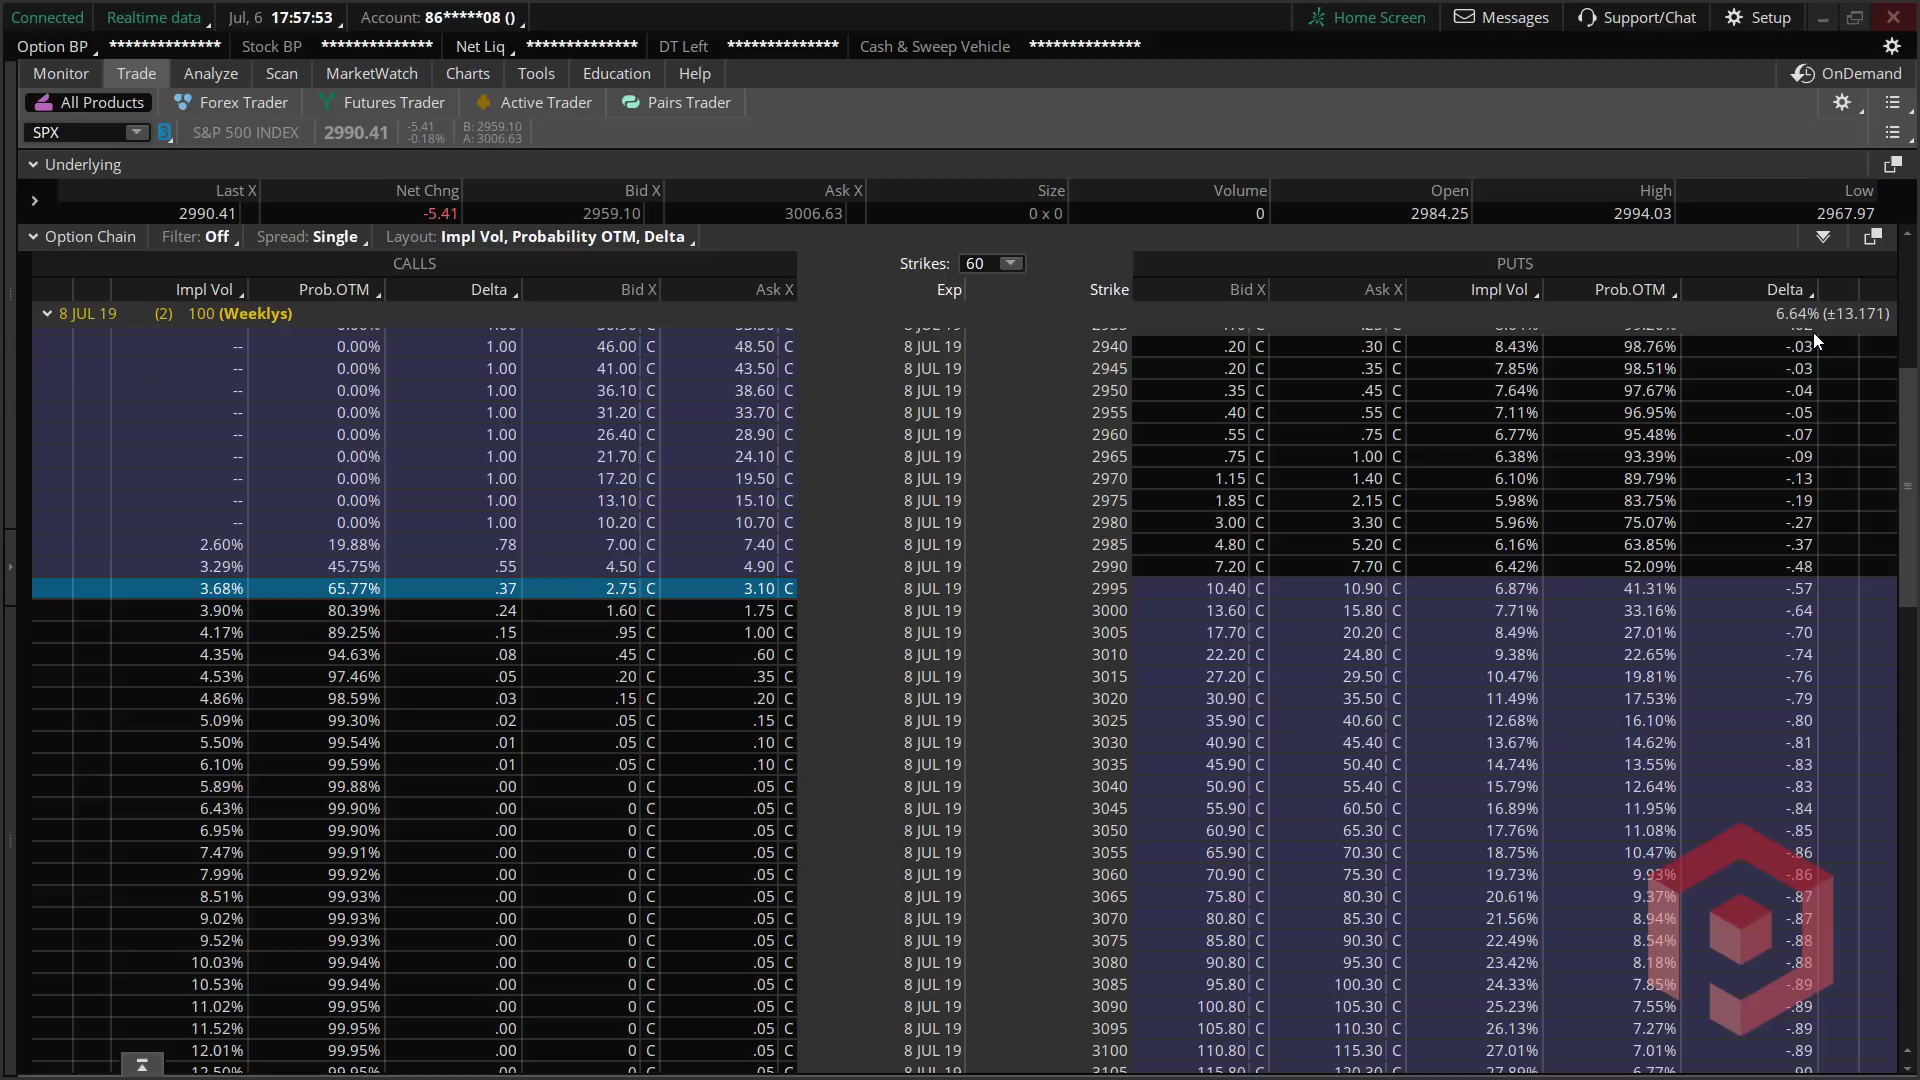 Connected Realtime data Jul, 6 17:57:53 Account: 86*****08 () Home Screen Messages Support/Chat Setup
Option BP ************** Stock BP ************** Net Liq ************** DT Left ************** Cash & Sweep Vehicle **************
Monitor Trade Analyze Scan MarketWatch Charts Tools Education Help OnDemand
All Products Forex Trader Futures Trader Active Trader Pairs Trader
SPX 3 S&P 500 INDEX 2990.41 -5.41 B: 2959.10
-0.18% A: 3006.63
Underlying
Last X Net Chng Bid X Ask X Size Volume Open High Low
2990.41 -5.41 2959.10 3006.63 0 x 0 0 2984.25 2994.03 2967.97
Option Chain Filter: Off Spread: Single Layout: Impl Vol, Probability OTM, Delta
CALLS Strikes: 60 PUTS
Impl Vol Prob.OTM Delta Bid X Ask X Exp Strike Bid X Ask X Impl Vol Prob.OTM Delta
8 JUL 19 (2) 100 (Weeklys) 6.64% (±13.171)
-- 0.00% 1.00 46.00 C 48.50 C 8 JUL 19 2940 .20 C .30 C 8.43% 98.76% -.03
-- 0.00% 1.00 41.00 C 43.50 C 8 JUL 19 2945 .20 C .35 C 7.85% 98.51% -.03
-- 0.00% 1.00 36.10 C 38.60 C 8 JUL 19 2950 .35 C .45 C 7.64% 97.67% -.04
-- 0.00% 1.00 31.20 C 33.70 C 8 JUL 19 2955 .40 C .55 C 7.11% 96.95% -.05
-- 0.00% 1.00 26.40 C 28.90 C 8 JUL 19 2960 .55 C .75 C 6.77% 95.48% -.07
-- 0.00% 1.00 21.70 C 24.10 C 8 JUL 19 2965 .75 C 1.00 C 6.38% 93.39% -.09
-- 0.00% 1.00 17.20 C 19.50 C 8 JUL 19 2970 1.15 C 1.40 C 6.10% 89.79% -.13
-- 0.00% 1.00 13.10 C 15.10 C 8 JUL 19 2975 1.85 C 2.15 C 5.98% 83.75% -.19
-- 0.00% 1.00 10.20 C 10.70 C 8 JUL 19 2980 3.00 C 3.30 C 5.96% 75.07% -.27
2.60% 19.88% .78 7.00 C 7.40 C 8 JUL 19 2985 4.80 C 5.20 C 6.16% 63.85% -.37
3.29% 45.75% .55 4.50 C 4.90 C 8 JUL 19 2990 7.20 C 7.70 C 6.42% 52.09% -.48
3.68% 65.77% .37 2.75 C 3.10 C 8 JUL 19 2995 10.40 C 10.90 C 6.87% 41.31% -.57
3.90% 80.39% .24 1.60 C 1.75 C 8 JUL 19 3000 13.60 C 15.80 C 7.71% 33.16% -.64
4.17% 89.25% .15 .95 C 1.00 C 8 JUL 19 3005 17.70 C 20.20 C 8.49% 27.01% -.70
4.35% 94.63% .08 .45 C .60 C 8 JUL 19 3010 22.20 C 24.80 C 9.38% 22.65% -.74
4.53% 97.46% .05 .20 C .35 C 8 JUL 19 3015 27.20 C 29.50 C 10.47% 19.81% -.76
4.86% 98.59% .03 .15 C .20 C 8 JUL 19 3020 30.90 C 35.50 C 11.49% 17.53% -.79
5.09% 99.30% .02 .05 C .15 C 8 JUL 19 3025 35.90 C 40.60 C 12.68% 16.10% -.80
5.50% 99.54% .01 .05 C .10 C 8 JUL 19 3030 40.90 C 45.40 C 13.67% 14.62% -.81
6.10% 99.59% .01 .05 C .10 C 8 JUL 19 3035 45.90 C 50.40 C 14.74% 13.55% -.83
5.89% 99.88% .00 0 C .05 C 8 JUL 19 3040 50.90 C 55.40 C 15.79% 12.64% -.83
6.43% 99.90% .00 0 C .05 C 8 JUL 19 3045 55.90 C 60.50 C 16.89% 11.95% -.84
6.95% 99.90% .00 0 C .05 C 8 JUL 19 3050 60.90 C 65.30 C 17.76% 11.08% -.85
7.47% 99.91% .00 0 C .05 C 8 JUL 19 3055 65.90 C 70.30 C 18.75% 10.47% -.86
7.99% 99.92% .00 0 C .05 C 8 JUL 19 3060 70.90 C 75.30 C 19.73% 9.93% -.86
8.51% 99.93% .00 0 C .05 C 8 JUL 19 3065 75.80 C 80.30 C 20.61% 9.37% -.87
9.02% 99.93% .00 0 C .05 C 8 JUL 19 3070 80.80 C 85.30 C 21.56% 8.94% -.87
9.52% 99.93% .00 0 C .05 C 8 JUL 19 3075 85.80 C 90.30 C 22.49% 8.54% -.88
10.03% 99.94% .00 0 C .05 C 8 JUL 19 3080 90.80 C 95.30 C 23.42% 8.18% -.88
10.53% 99.94% .00 0 C .05 C 8 JUL 19 3085 95.80 C 100.30 C 24.33% 7.85% -.89
11.02% 99.95% .00 0 C .05 C 8 JUL 19 3090 100.80 C 105.30 C 25.23% 7.55% -.89
11.52% 99.95% .00 0 C .05 C 8 JUL 19 3095 105.80 C 110.30 C 26.13% 7.27% -.89
12.01% 99.95% .00 0 C .05 C 8 JUL 19 3100 110.80 C 115.30 C 27.01% 7.01% -.89